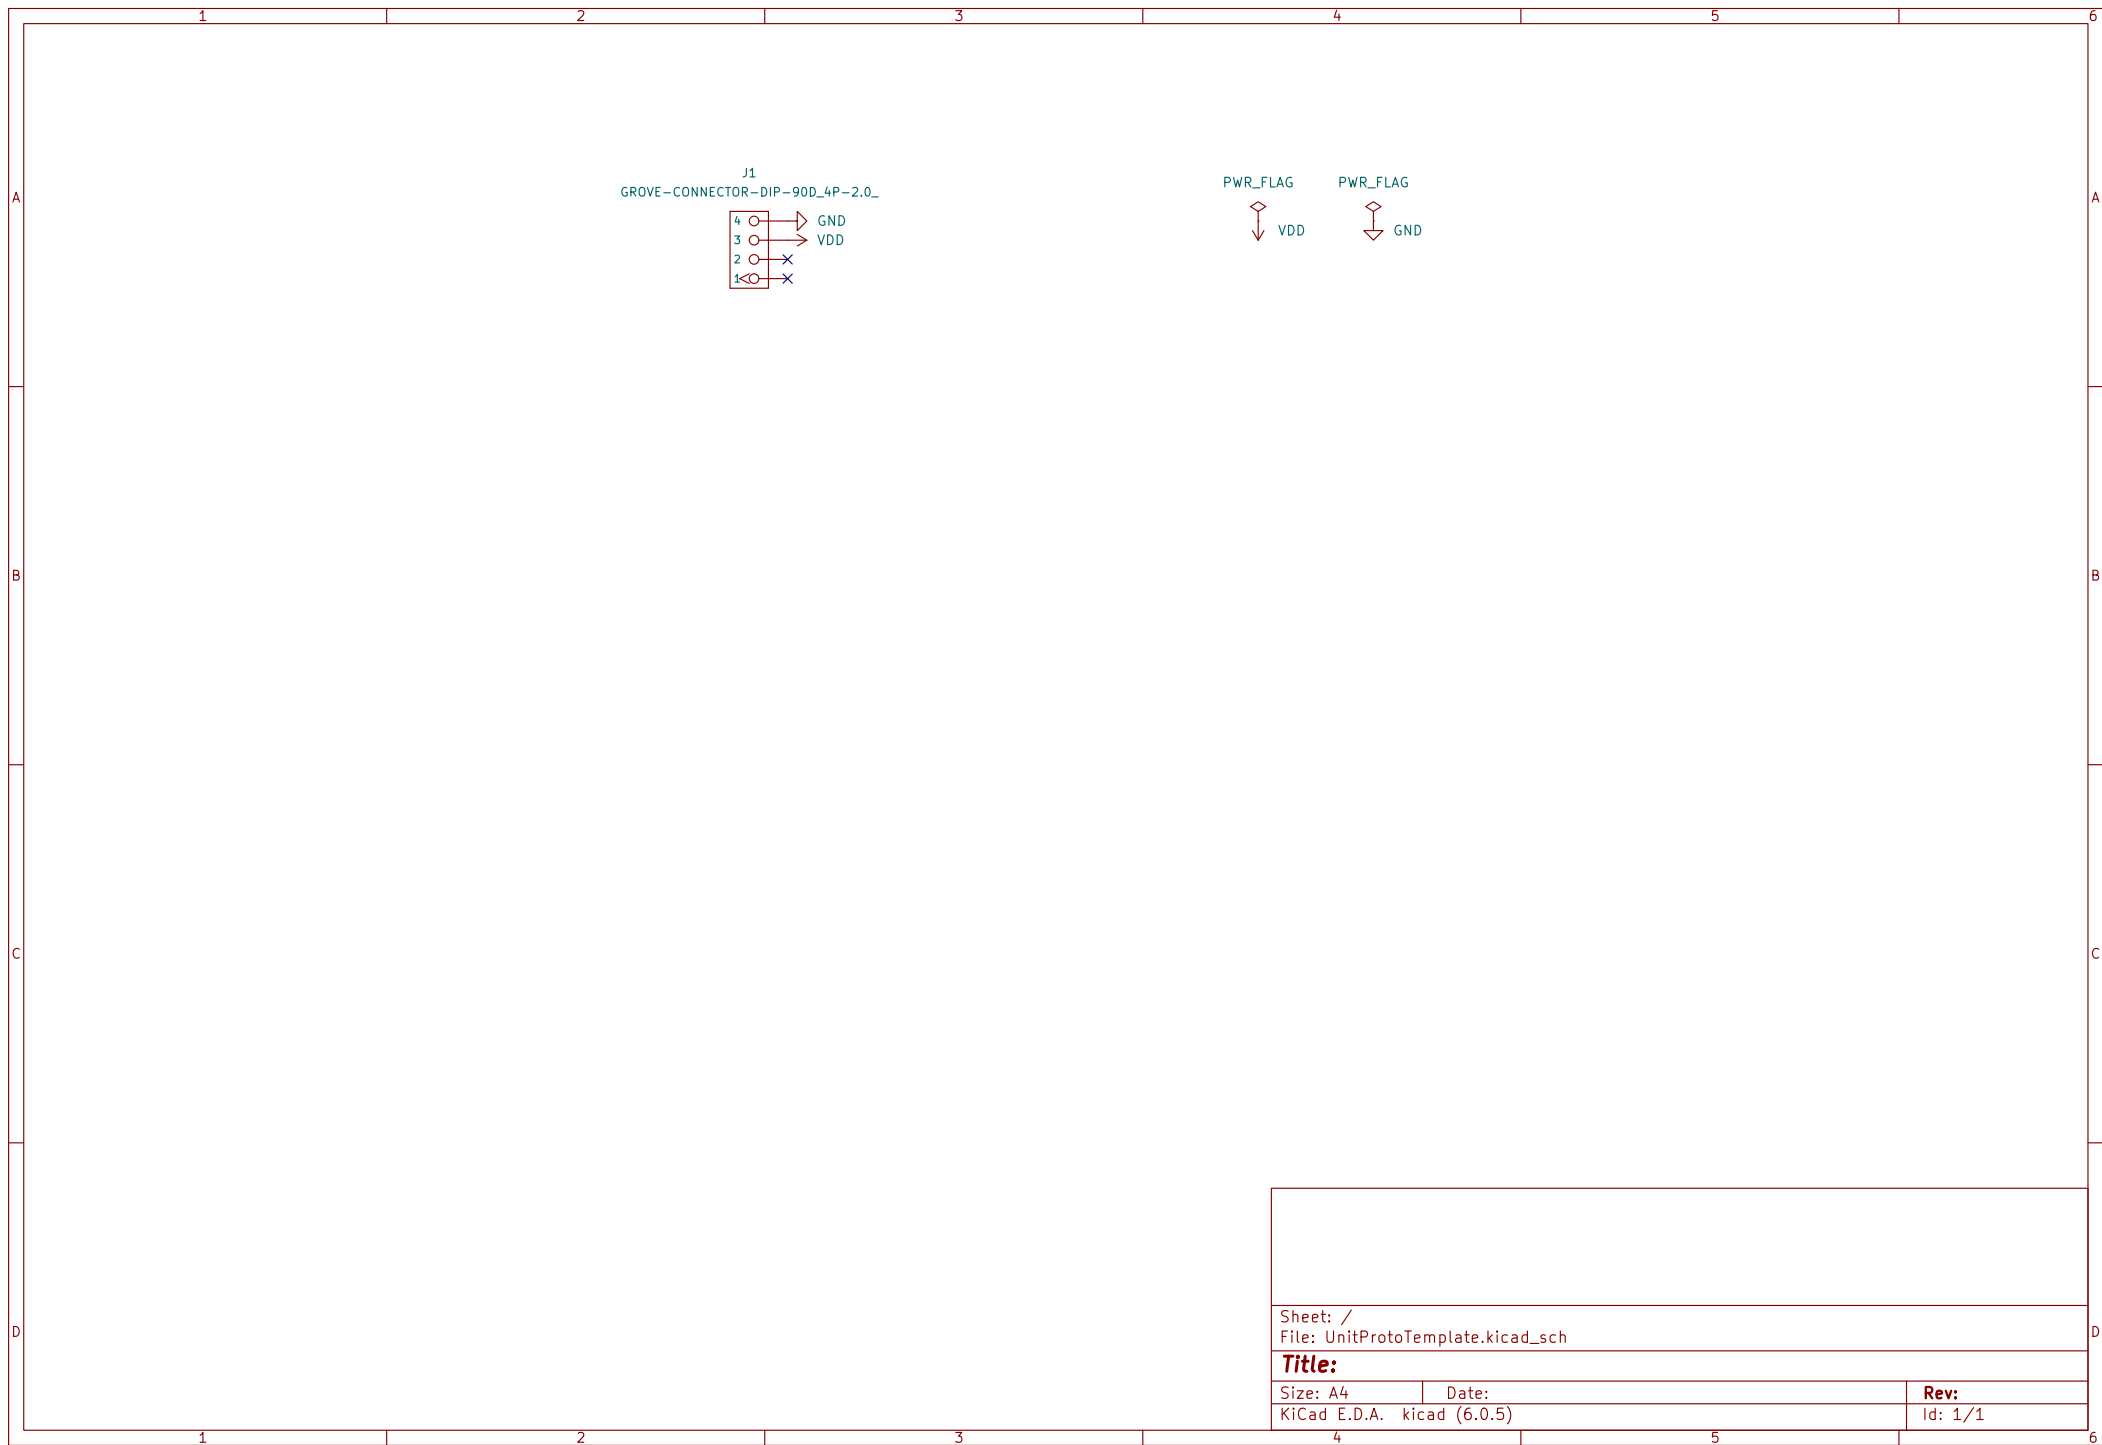 1 2 3 4 5 6
J1
GROVE-CONNECTOR-DIP-90D_4P-2.0_
PWR_FLAG PWR_FLAG
A A
4 GND
3 VDD
VDD GND
2
1
B B
C C
Sheet: /
File: UnitProtoTemplate.kicad_sch
D D
Title:
Size: A4 Date: Rev:
KiCad E.D.A. kicad (6.0.5) Id: 1/1
1 2 3 4 5 6